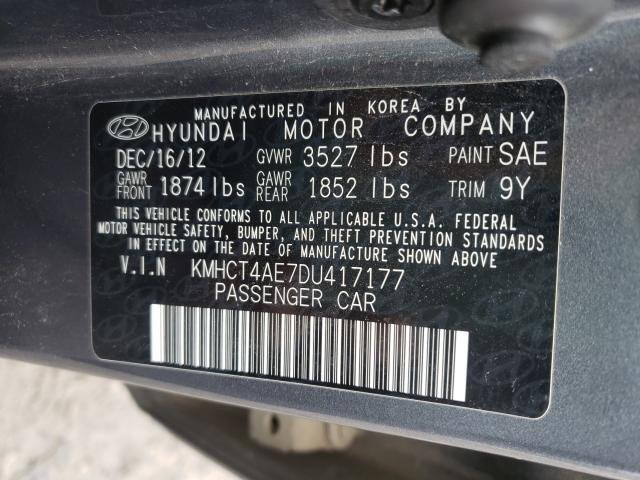 MANUFACTURED IN KOREA BY
HYUNDAI MOTOR COMPANY
DEC/16/12 GVWR 3527 lbs PAINT SAE
GAWR FRONT 1874 lbs GAWR REAR 1852 lbs TRIM 9Y
THIS VEHICLE CONFORMS TO ALL APPLICABLE U.S.A. FEDERAL
MOTOR VEHICLE SAFETY, BUMPER, AND THEFT PREVENTION STANDARDS
IN EFFECT ON THE DATE OF MANUFACTURE SHOWN ABOVE.
V.I.N KMHCT4AE7DU417177
PASSENGER CAR